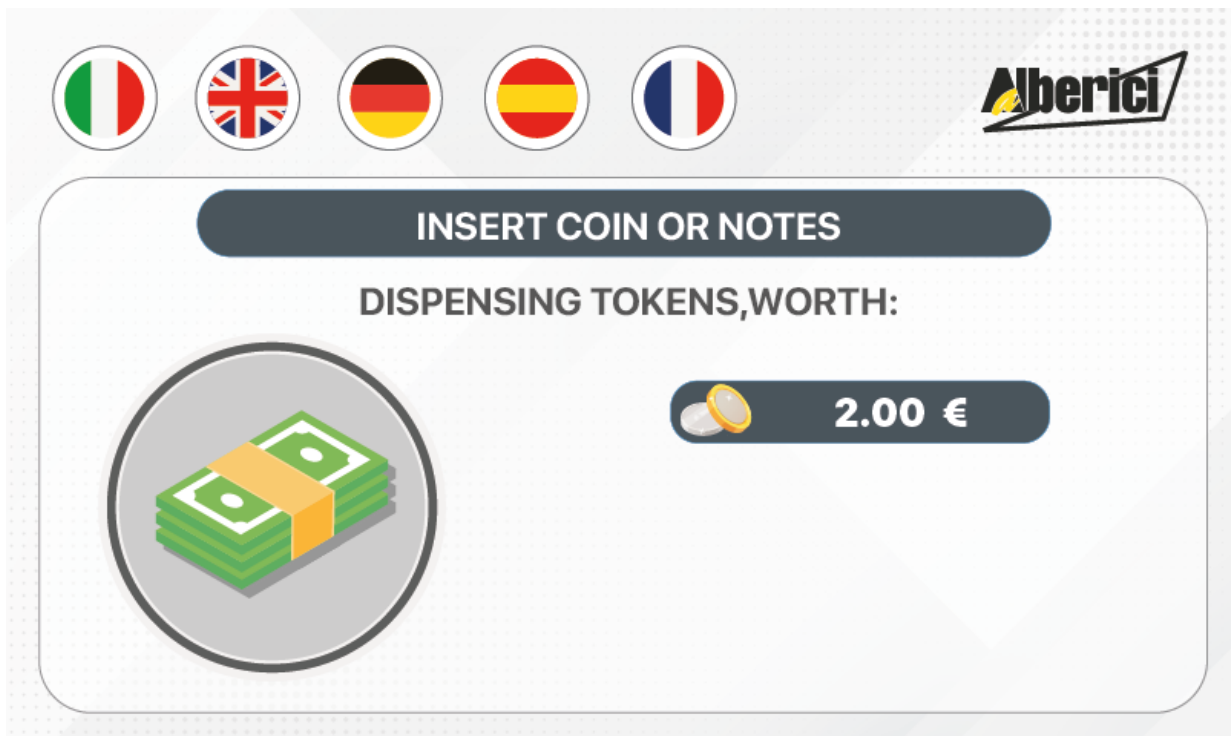 Alberici
INSERT COIN OR NOTES
DISPENSING TOKENS,WORTH:
2.00 €